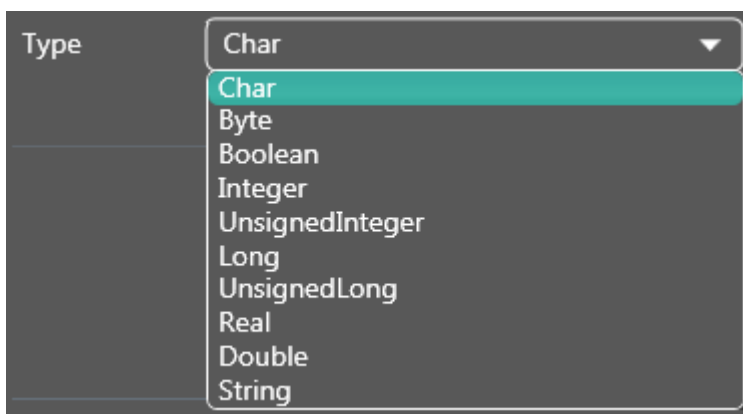 Type
Char
Char
Byte
Boolean
Integer
UnsignedInteger
Long
UnsignedLong
Real
Double
String